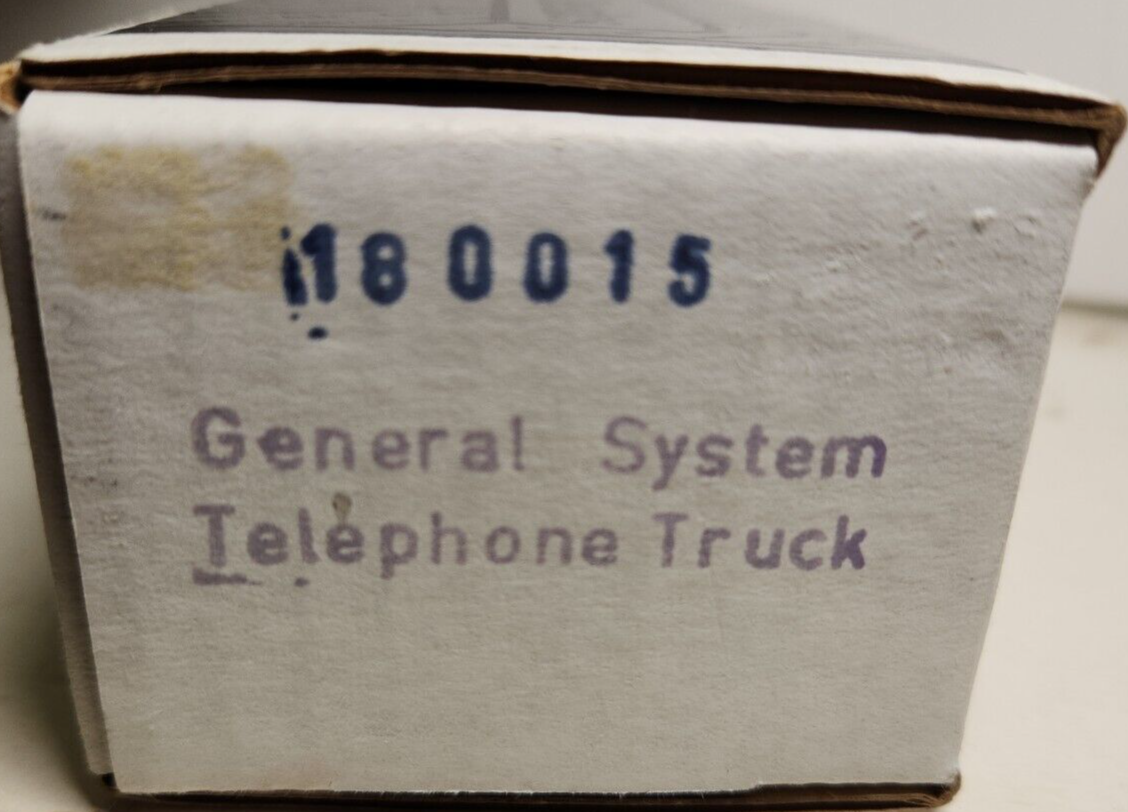 180015
General System
Telephone Truck